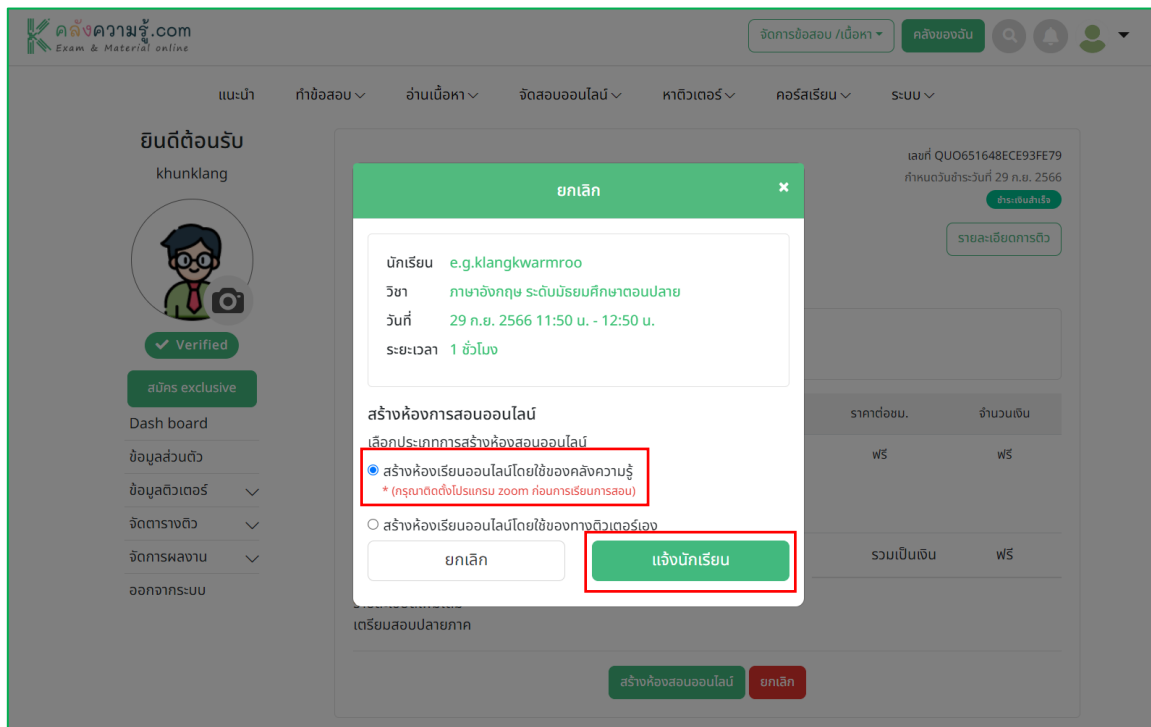 คลังความรู้.com
Exam & Material online
จัดการข้อสอบ /เนื้อหา
คลังของฉัน
แนะนำ ทำข้อสอบ อ่านเนื้อหา จัดสอบออนไลน์ หาติวเตอร์ คอร์สเรียน ระบบ
ยินดีต้อนรับ
khunklang
Verified
สมัคร exclusive
Dash board
ข้อมูลส่วนตัว
ข้อมูลติวเตอร์
จัดตารางติว
จัดการผลงาน
ออกจากระบบ
เลขที่ QUO651648ECE93FE79
กำหนดวันชำระวันที่ 29 ก.ย. 2566
ชำระเงินสำเร็จ
รายละเอียดการติว
ยกเลิก
นักเรียน e.g.klangkwarmroo
วิชา ภาษาอังกฤษ ระดับมัธยมศึกษาตอนปลาย
วันที่ 29 ก.ย. 2566 11:50 น. - 12:50 น.
ระยะเวลา 1 ชั่วโมง
สร้างห้องการสอนออนไลน์
เลือกประเภทการสร้างห้องสอนออนไลน์
สร้างห้องเรียนออนไลน์โดยใช้ของคลังความรู้
* (กรุณาติดตั้งโปรแกรม zoom ก่อนการเรียนการสอน)
สร้างห้องเรียนออนไลน์โดยใช้ของทางติวเตอร์เอง
ยกเลิก แจ้งนักเรียน
ราคาต่อชม. จำนวนเงิน
ฟรี ฟรี
รวมเป็นเงิน ฟรี
เตรียมสอบปลายภาค
สร้างห้องสอนออนไลน์ ยกเลิก